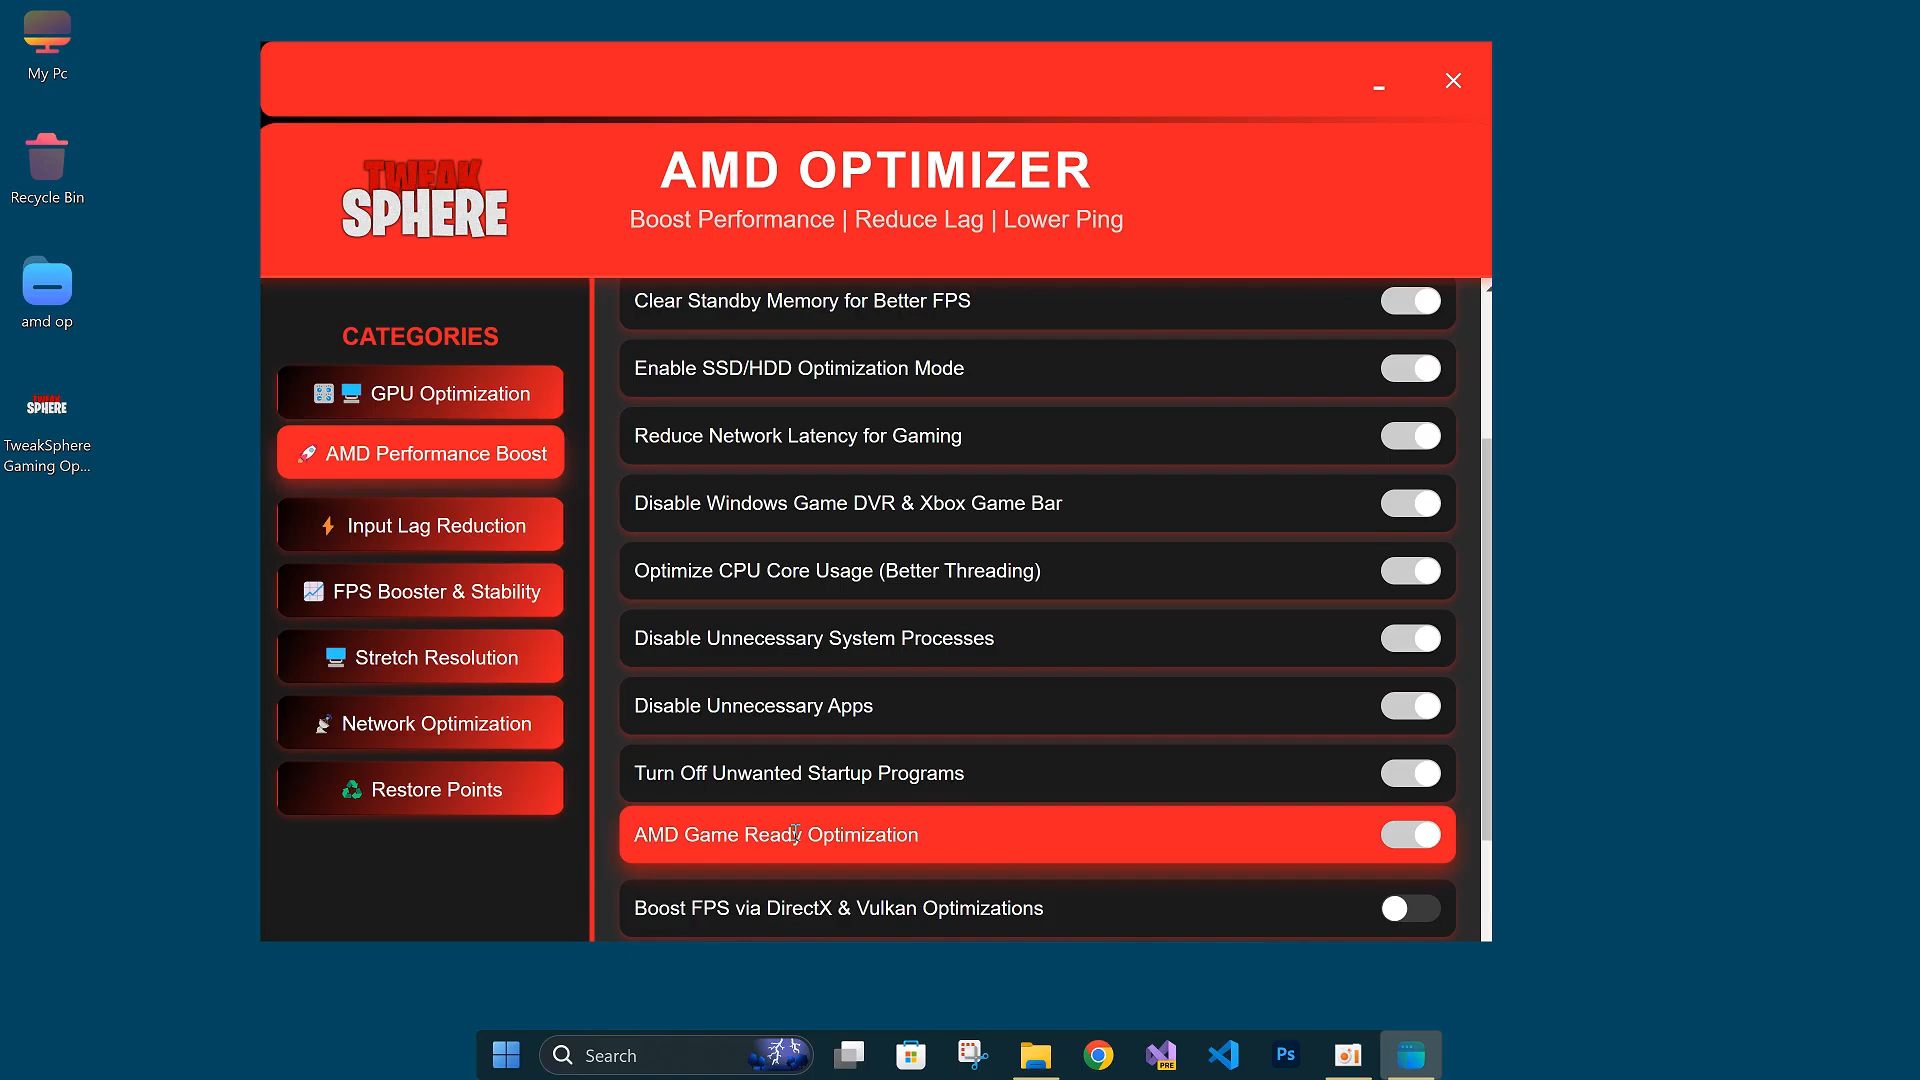 My Pc
Recycle Bin
amd op
SPHERE
TweakSphere
Gaming Op...
TWEAK
SPHERE
AMD OPTIMIZER
Boost Performance | Reduce Lag | Lower Ping
CATEGORIES
GPU Optimization
AMD Performance Boost
Input Lag Reduction
FPS Booster & Stability
Stretch Resolution
Network Optimization
Restore Points
Clear Standby Memory for Better FPS
Enable SSD/HDD Optimization Mode
Reduce Network Latency for Gaming
Disable Windows Game DVR & Xbox Game Bar
Optimize CPU Core Usage (Better Threading)
Disable Unnecessary System Processes
Disable Unnecessary Apps
Turn Off Unwanted Startup Programs
AMD Game Ready Optimization
Boost FPS via DirectX & Vulkan Optimizations
Search
PRE
Ps